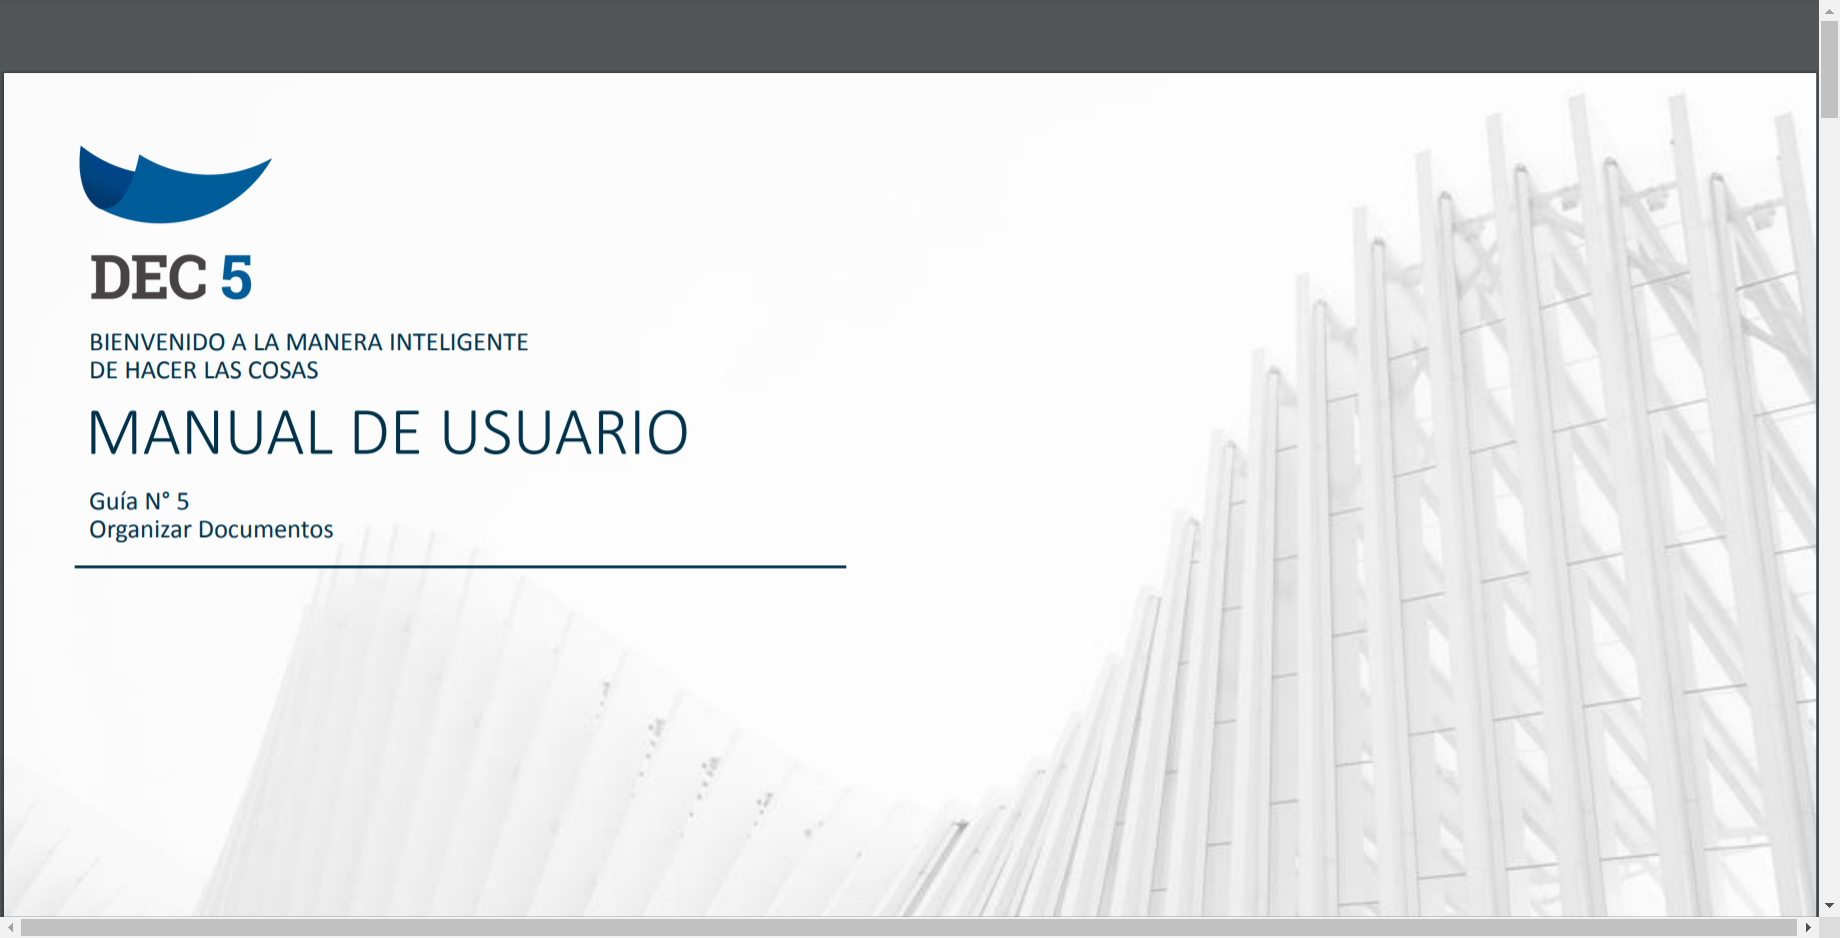 DEC 5
BIENVENIDO A LA MANERA INTELIGENTE
DE HACER LAS COSAS
MANUAL DE USUARIO
Guía N° 5
Organizar Documentos